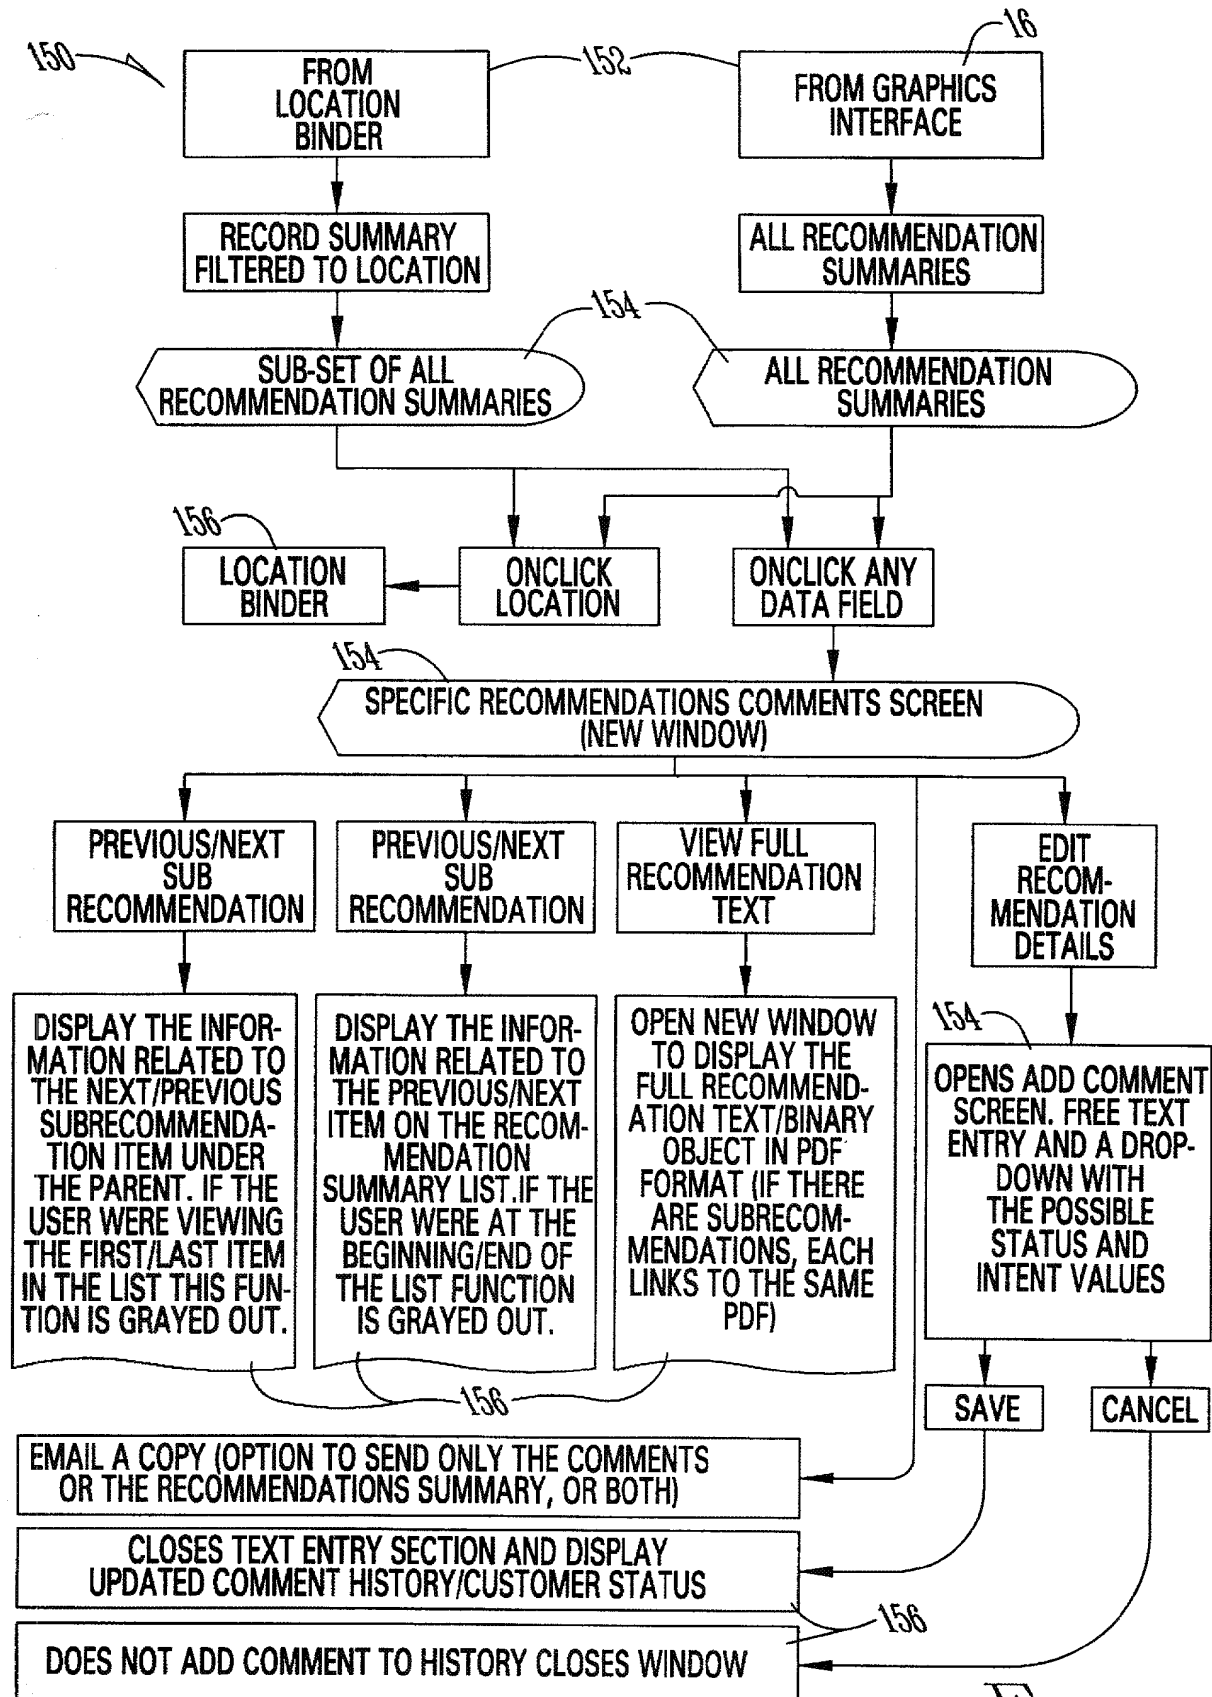 150
FROM
LOCATION
BINDER
152
16
FROM GRAPHICS
INTERFACE
RECORD SUMMARY
FILTERED TO LOCATION
ALL RECOMMENDATION
SUMMARIES
154
SUB-SET OF ALL
RECOMMENDATION SUMMARIES
ALL RECOMMENDATION
SUMMARIES
156
LOCATION
BINDER
ONCLICK
LOCATION
ONCLICK ANY
DATA FIELD
154
SPECIFIC RECOMMENDATIONS COMMENTS SCREEN
(NEW WINDOW)
PREVIOUS/NEXT
SUB
RECOMMENDATION
PREVIOUS/NEXT
SUB
RECOMMENDATION
VIEW FULL
RECOMMENDATION
TEXT
EDIT
RECOM-
MENDATION
DETAILS
DISPLAY THE INFOR-
MATION RELATED TO
THE NEXT/PREVIOUS
SUBRECOMMENDA-
TION ITEM UNDER
THE PARENT. IF THE
USER WERE VIEWING
THE FIRST/LAST ITEM
IN THE LIST THIS FUN-
TION IS GRAYED OUT.
DISPLAY THE INFOR-
MATION RELATED TO
THE PREVIOUS/NEXT
ITEM ON THE RECOM-
MENDATION
SUMMARY LIST.IF THE
USER WERE AT THE
BEGINNING/END OF
THE LIST FUNCTION
IS GRAYED OUT.
OPEN NEW WINDOW
TO DISPLAY THE
FULL RECOMMEND-
ATION TEXT/BINARY
OBJECT IN PDF
FORMAT (IF THERE
ARE SUBRECOM-
MENDATIONS, EACH
LINKS TO THE SAME
PDF)
154
OPENS ADD COMMENT
SCREEN. FREE TEXT
ENTRY AND A DROP-
DOWN WITH
THE POSSIBLE
STATUS AND
INTENT VALUES
156
SAVE
CANCEL
EMAIL A COPY (OPTION TO SEND ONLY THE COMMENTS
OR THE RECOMMENDATIONS SUMMARY, OR BOTH)
CLOSES TEXT ENTRY SECTION AND DISPLAY
UPDATED COMMENT HISTORY/CUSTOMER STATUS
156
DOES NOT ADD COMMENT TO HISTORY CLOSES WINDOW